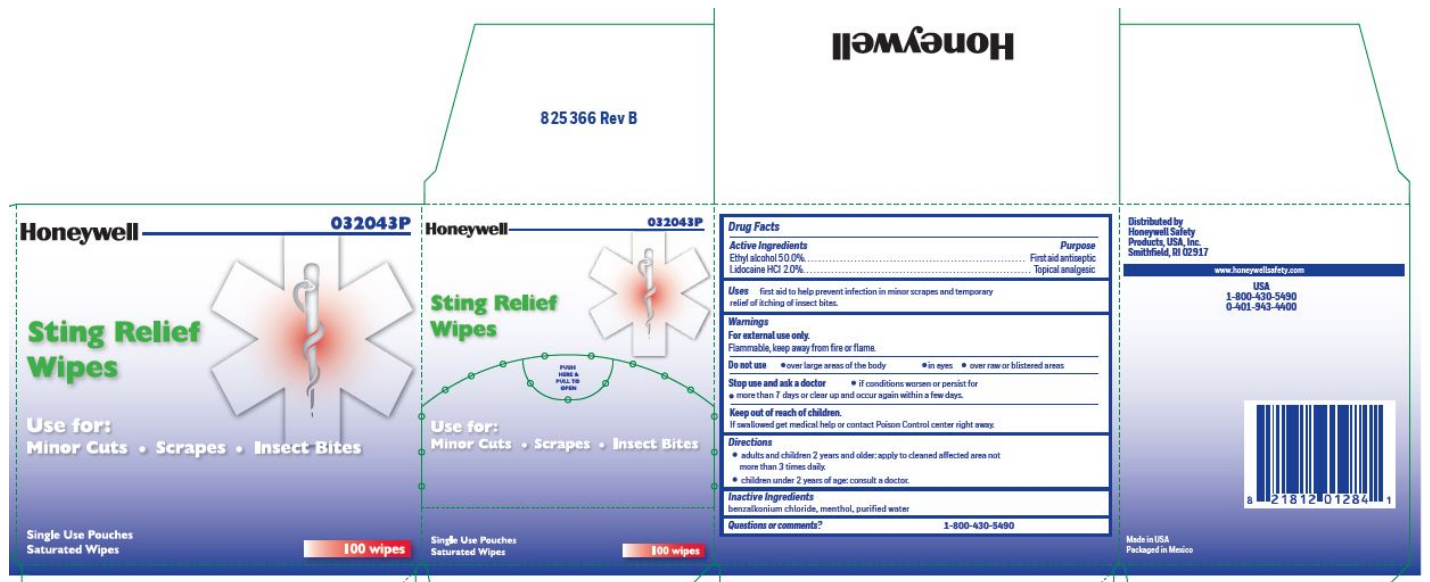 Honeywell
825366 Rev B
Honeywell 032043P
Sting Relief
Wipes
Use for:
Minor Cuts • Scrapes • Insect Bites
Single Use Pouches
Saturated Wipes
100 wipes
Honeywell 032043P
Sting Relief
Wipes
PUSH
HERE &
PULL TO
OPEN
Use for:
Minor Cuts • Scrapes • Insect Bites
Single Use Pouches
Saturated Wipes
100 wipes
Drug Facts
Active Ingredients Purpose
Ethyl alcohol 50.0%........................................ First aid antiseptic
Lidocaine HCl 2.0%........................................ Topical analgesic
Uses first aid to help prevent infection in minor scrapes and temporary
relief of itching of insect bites.
Warnings
For external use only.
Flammable, keep away from fire or flame.
Do not use • over large areas of the body • in eyes • over raw or blistered areas
Stop use and ask a doctor • if conditions worsen or persist for
• more than 7 days or clear up and occur again within a few days.
Keep out of reach of children.
If swallowed get medical help or contact Poison Control center right away.
Directions
• adults and children 2 years and older: apply to cleaned affected area not
more than 3 times daily.
• children under 2 years of age: consult a doctor.
Inactive Ingredients
benzalkonium chloride, menthol, purified water
Questions or comments? 1-800-430-5490
Distributed by
Honeywell Safety
Products, USA, Inc.
Smithfield, RI 02917
www.honeywellsafety.com
USA
1-800-430-5490
0-401-943-4400
8 21812 01284 1
Made in USA
Packaged in Mexico